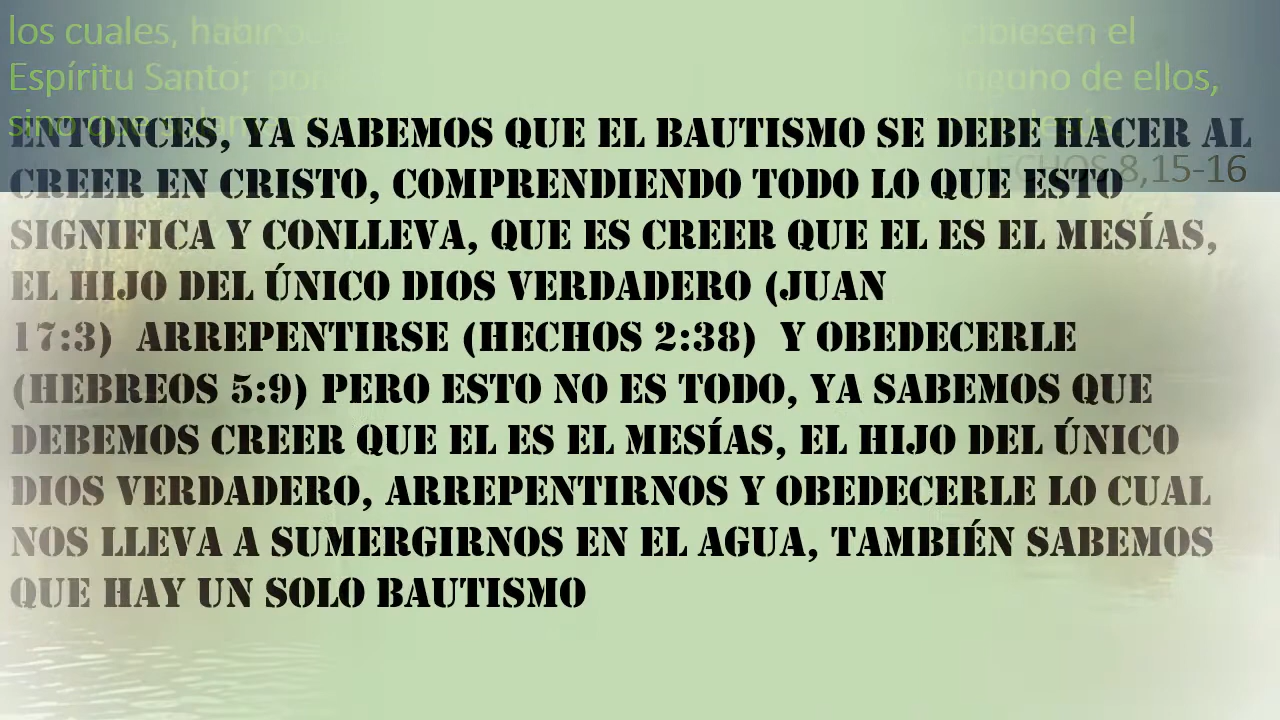 los cuales, el
Espíritu Santo; de ellos,
sino que
ENTONCES, YA SABEMOS QUE EL BAUTISMO SE DEBE HACER AL
HECHOS 8,15-16
CREER EN CRISTO, COMPRENDIENDO TODO LO QUE ESTO
SIGNIFICA Y CONLLEVA, QUE ES CREER QUE EL ES EL MESÍAS,
EL HIJO DEL ÚNICO DIOS VERDADERO (JUAN
17:3) ARREPENTIRSE (HECHOS 2:38) Y OBEDECERLE
(HEBREOS 5:9) PERO ESTO NO ES TODO, YA SABEMOS QUE
DEBEMOS CREER QUE EL ES EL MESÍAS, EL HIJO DEL ÚNICO
DIOS VERDADERO, ARREPENTIRNOS Y OBEDECERLE LO CUAL
NOS LLEVA A SUMERGIRNOS EN EL AGUA, TAMBIÉN SABEMOS
QUE HAY UN SOLO BAUTISMO